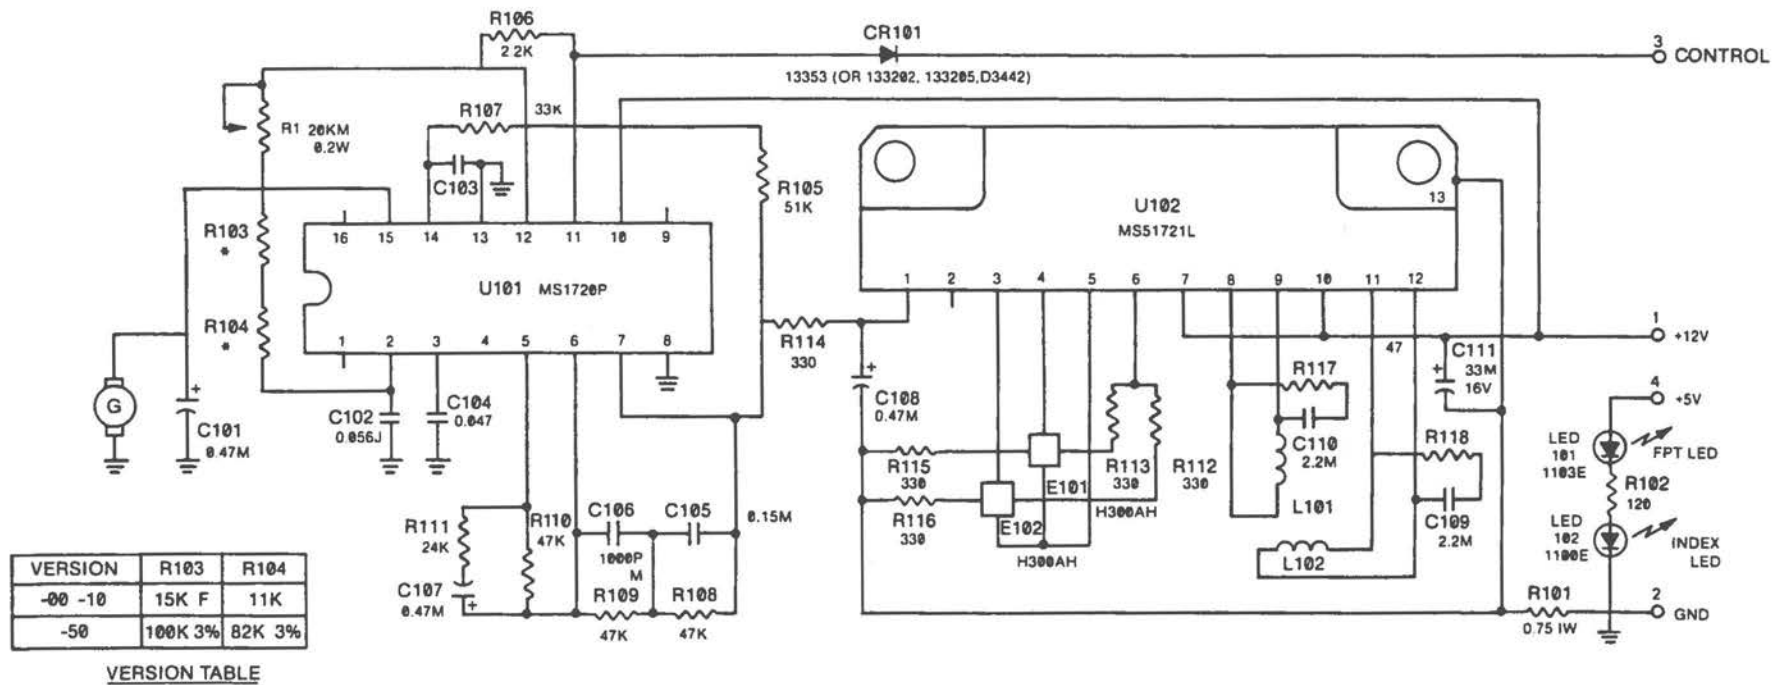 R106
2 2K
CR101
13353 (OR 133202, 133205,D3442)
3
CONTROL
R107
33K
R1
20KM
0.2W
C103
R105
51K
13
U102
MS51721L
R103
*
16
15
14
13
12
11
10
9
U101 MS1720P
R104
*
1
2
3
4
5
6
7
8
1
2
3
4
5
6
7
8
9
10
11
12
R114
330
1
+12V
47
C111
33M
16V
4
+5V
G
C101
0.47M
C102
0.056J
C104
0.047
C108
0.47M
R117
C110
2.2M
R118
LED
101
1103E
FPT LED
R102
120
R115
330
R113
330
R112
330
E101
H300AH
R116
330
E102
H300AH
L101
L102
C109
2.2M
LED
102
1100E
INDEX
LED
R111
24K
R110
47K
C106
1000P
M
C105
0.15M
C107
0.47M
R109
47K
R108
47K
R101
0.75 IW
2
GND
VERSION R103 R104
-00 -10 15K F 11K
-50 100K 3% 82K 3%
VERSION TABLE